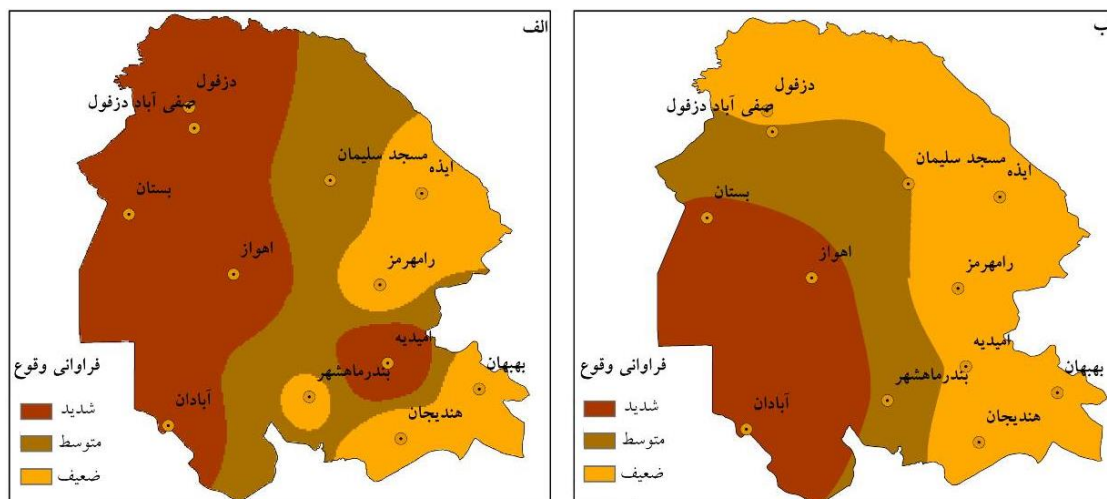 الف
دزفول
صفی آباد دزفول
مسجد سلیمان
ایذه
بستان
اهواز
رامهرمز
امیدیه
بهبهان
بندرماهشهر
هندیجان
آبادان
فراوانی وقوع
شدید
متوسط
ضعیف
ب
دزفول
صفی آباد دزفول
مسجد سلیمان
ایذه
بستان
اهواز
رامهرمز
امیدیه
بهبهان
بندرماهشهر
هندیجان
آبادان
فراوانی وقوع
شدید
متوسط
ضعیف